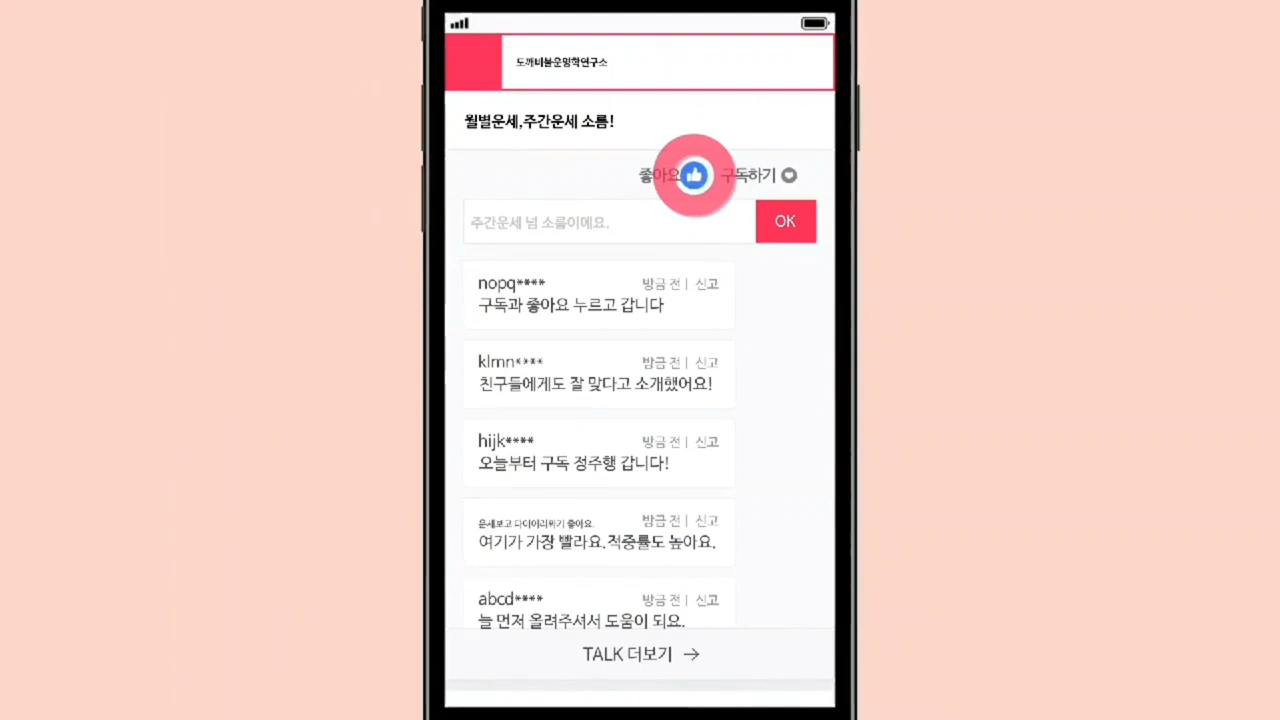 도깨비불운명학연구소
월별운세,주간운세 소름!
좋아요 구독하기
주간운세 넘 소름이에요. OK
nopq**** 방금 전 | 신고
구독과 좋아요 누르고 갑니다
klmn**** 방금 전 | 신고
친구들에게도 잘 맞다고 소개했어요!
hijk**** 방금 전 | 신고
오늘부터 구독 정주행 갑니다!
운세보고 다이어리짜기 좋아요. 방금 전 | 신고
여기가 가장 빨라요.적중률도 높아요.
abcd**** 방금 전 | 신고
늘 먼저 올려주셔서 도움이 되요.
TALK 더보기 →